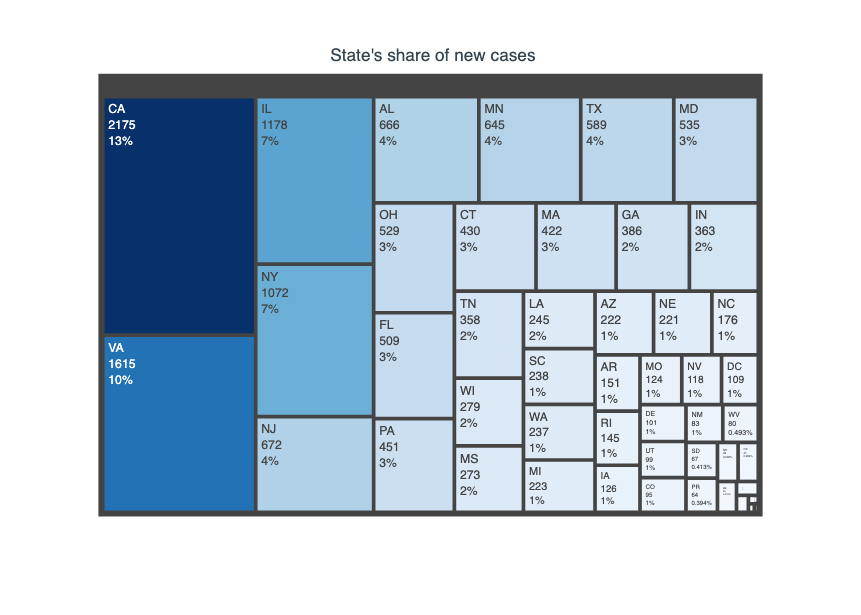 State's share of new cases
CA
2175
13%
VA
1615
10%
IL
1178
7%
NY
1072
7%
NJ
672
4%
AL
666
4%
MN
645
4%
TX
589
4%
MD
535
3%
OH
529
3%
FL
509
3%
PA
451
3%
CT
430
3%
MA
422
3%
GA
386
2%
IN
363
2%
TN
358
2%
WI
279
2%
MS
273
2%
LA
245
2%
SC
238
1%
WA
237
1%
MI
223
1%
AZ
222
1%
NE
221
1%
NC
176
1%
AR
151
1%
RI
145
1%
IA
126
1%
MO
124
1%
NV
118
1%
DC
109
1%
DE
101
1%
UT
99
1%
CO
95
1%
NM
83
1%
WV
80
0.493%
SD
67
0.413%
PR
64
0.394%